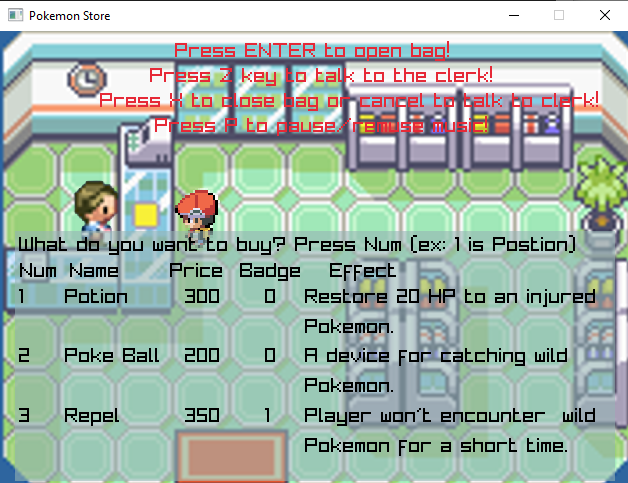 Pokemon Store
Press ENTER to open bag!
Press Z key to talk to the clerk!
Press X to close bag or cancel to talk to clerk!
Press P to pause/remuse music!
What do you want to buy? Press Num (ex: 1 is Postion)
Num Name Price Badge Effect
1 Potion 300 0 Restore 20 HP to an injured
Pokemon.
2 Poke Ball 200 0 A device for catching wild
Pokemon.
3 Repel 350 1 Player won't encounter wild
Pokemon for a short time.